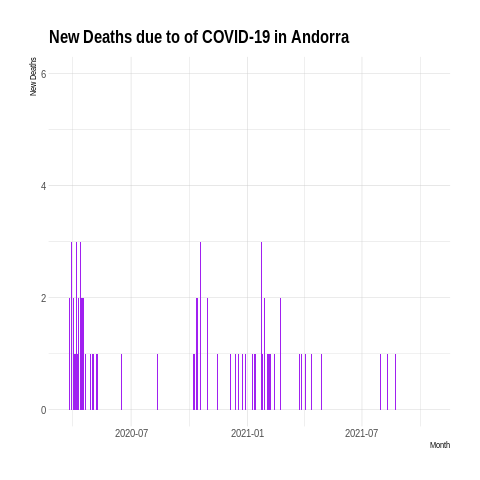 New Deaths due to of COVID-19 in Andorra
New Deaths
6
4
2
0
2020-07
2021-01
2021-07
Month